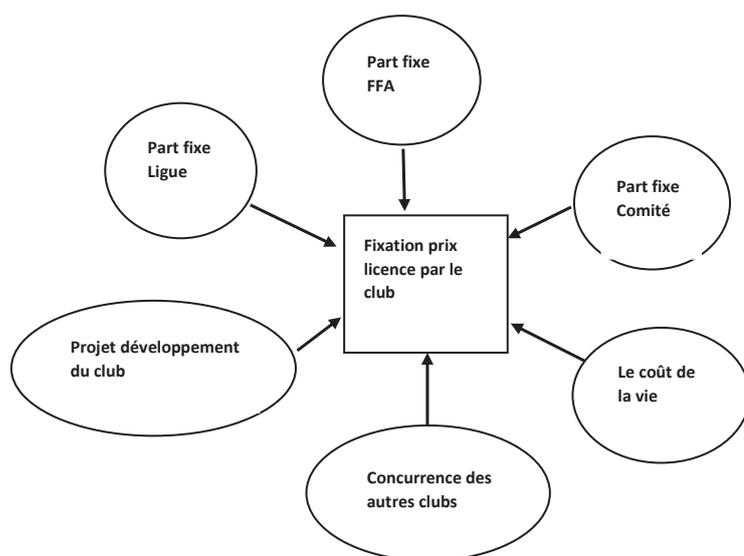 Part fixe
FFA
Part fixe
Ligue
Part fixe
Comité
Fixation prix
licence par le
club
Projet développement
du club
Le coût de
la vie
Concurrence des
autres clubs